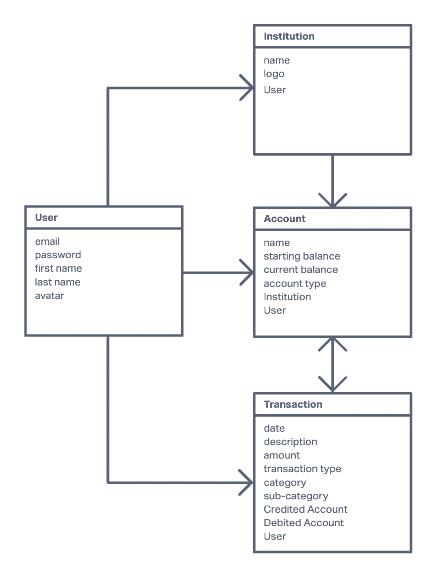 Institution
name
logo
User
User
email
password
first name
last name
avatar
Account
name
starting balance
current balance
account type
Institution
User
Transaction
date
description
amount
transaction type
category
sub-category
Credited Account
Debited Account
User